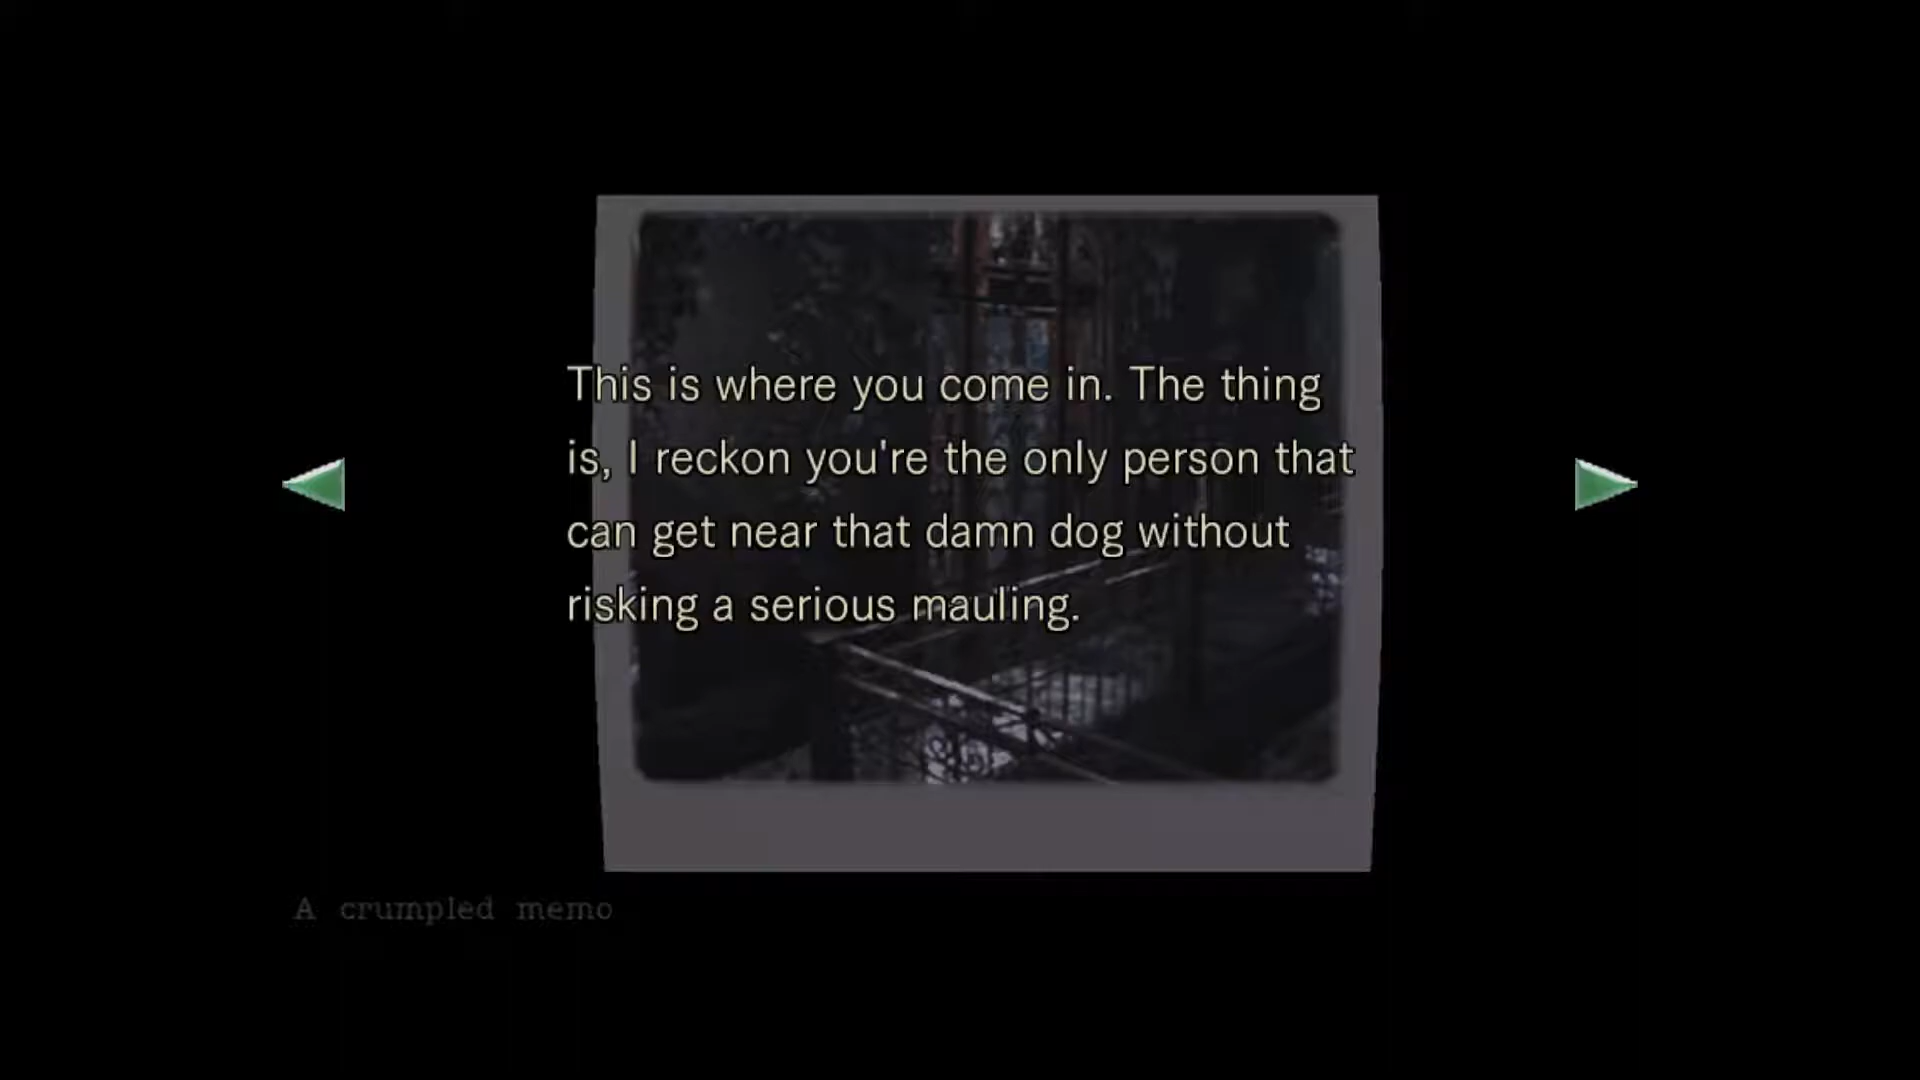 This is where you come in. The thing
is, I reckon you're the only person that
can get near that damn dog without
risking a serious mauling.
A crumpled memo